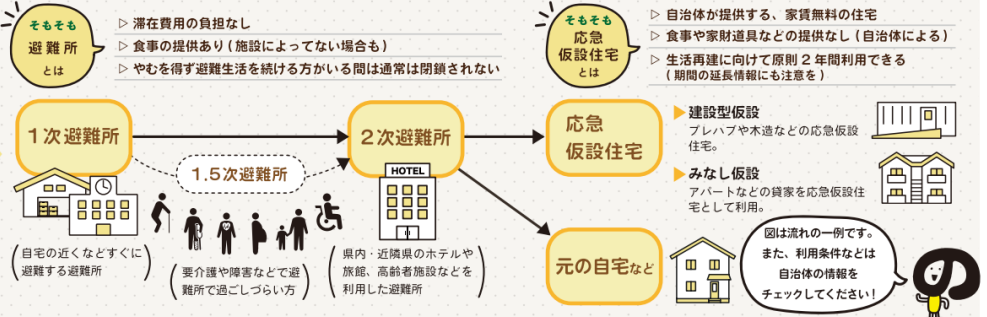 そもそも
避難所
とは
▷ 滞在費用の負担なし
▷ 食事の提供あり（施設によってない場合も）
▷ やむを得ず避難生活を続ける方がいる間は通常は閉鎖されない
そもそも
応急
仮設住宅
とは
▷ 自治体が提供する、家賃無料の住宅
▷ 食事や家財道具などの提供なし（自治体による）
▷ 生活再建に向けて原則２年間利用できる
（期間の延長情報にも注意を）
1次避難所
1.5次避難所
2次避難所
HOTEL
応急
仮設住宅
元の自宅など
（自宅の近くなどすぐに
避難する避難所）
（要介護や障害などで避
難所で過ごしづらい方）
（県内・近隣県のホテルや
旅館、高齢者施設などを
利用した避難所）
▶建設型仮設
プレハブや木造などの応急仮設
住宅。
▶みなし仮設
アパートなどの貸家を応急仮設住
宅として利用。
図は流れの一例です。
また、利用条件などは
自治体の情報を
チェックしてください！
の